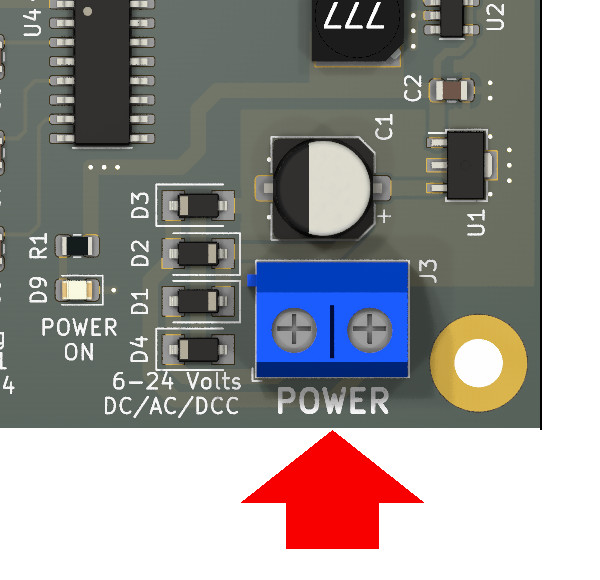 U4
777
U2
C2
C1
U1
D3
D2
R1
D9
D1
J3
POWER
ON
D4
6-24 Volts
DC/AC/DCC
+
POWER
4